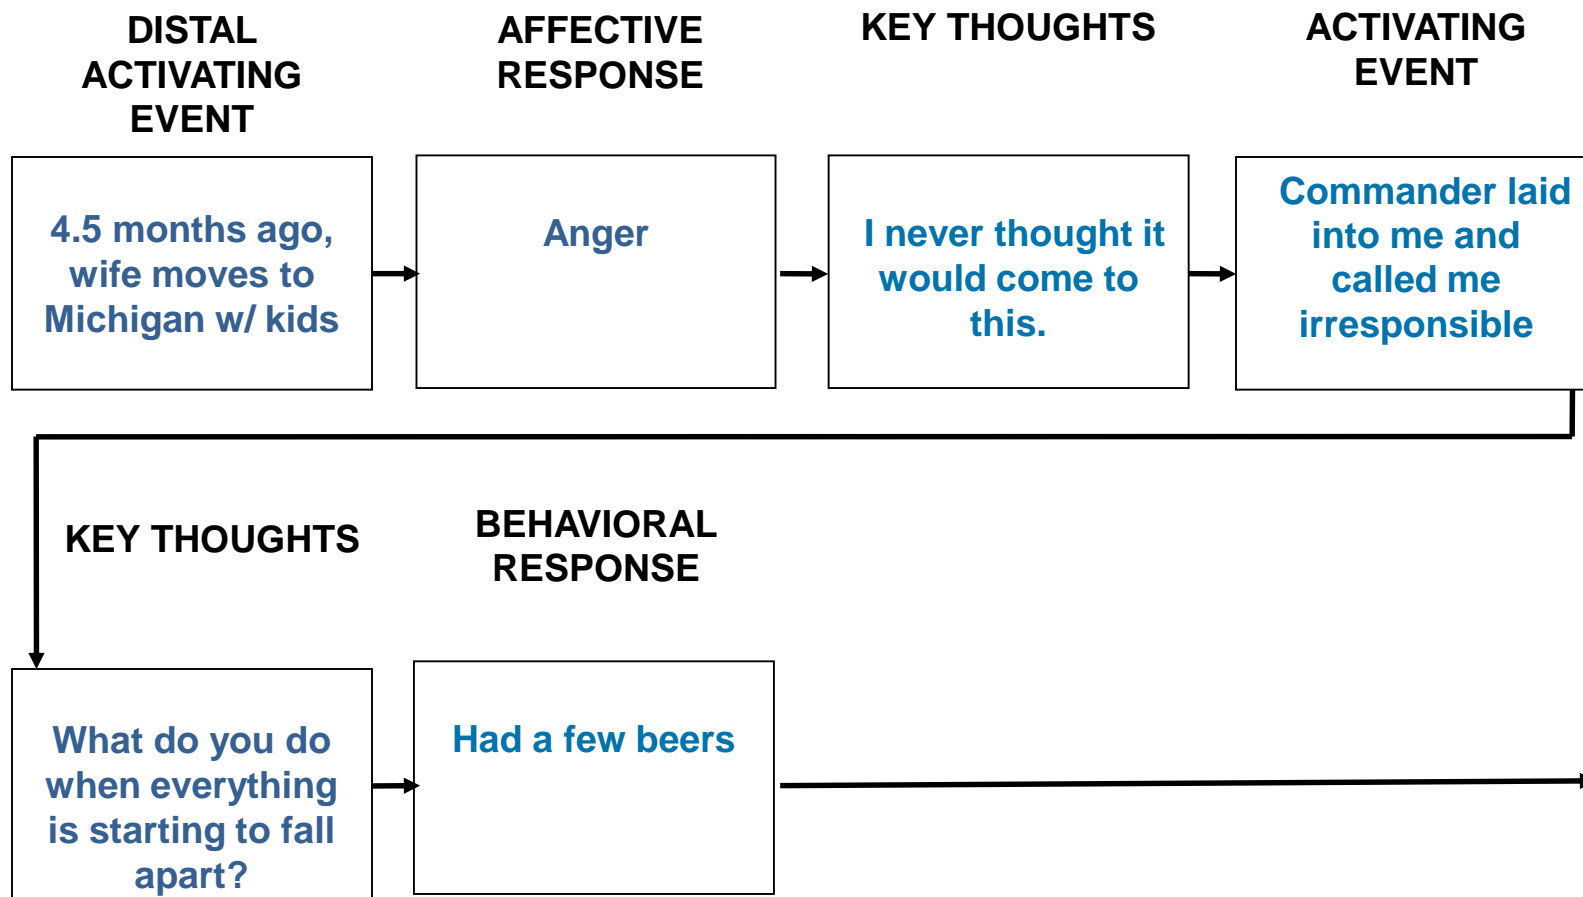 DISTAL
ACTIVATING
EVENT
AFFECTIVE
RESPONSE
KEY THOUGHTS
ACTIVATING
EVENT
4.5 months ago,
wife moves to
Michigan w/ kids
Anger
I never thought it
would come to
this.
Commander laid
into me and
called me
irresponsible
KEY THOUGHTS
BEHAVIORAL
RESPONSE
What do you do
when everything
is starting to fall
apart?
Had a few beers